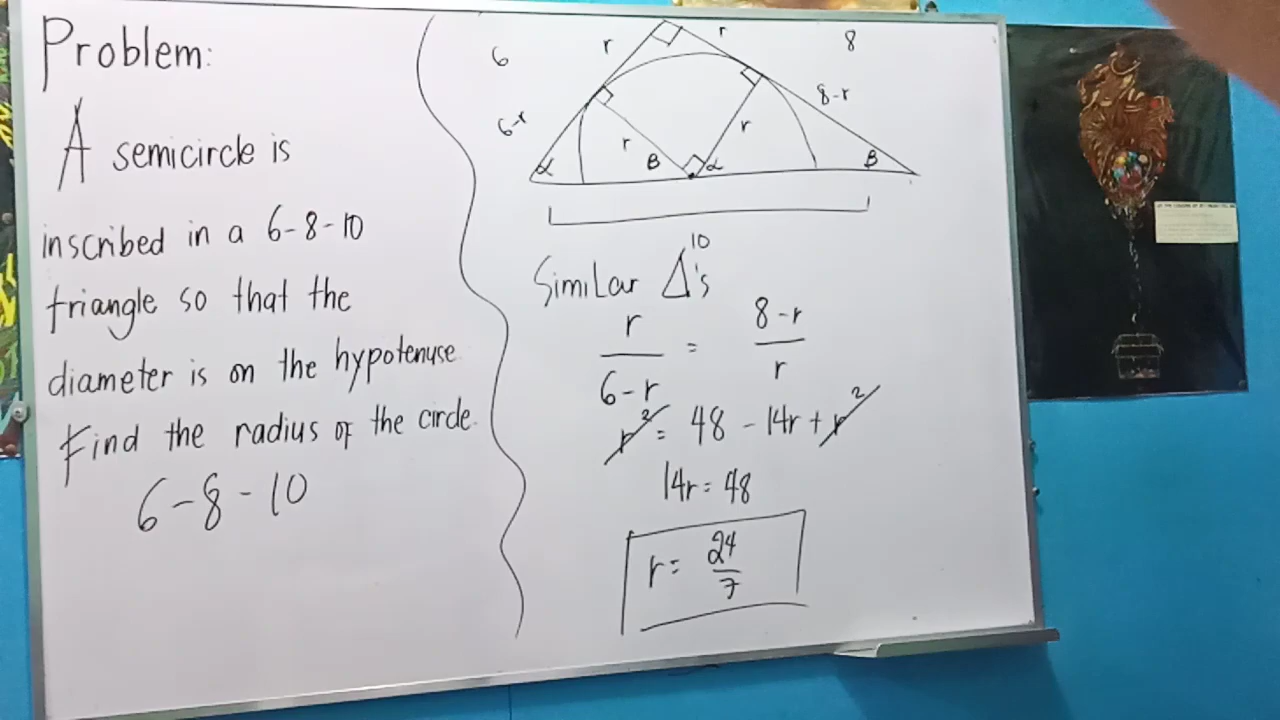 Problem:
A semicircle is
inscribed in a 6-8-10
triangle so that the
diameter is on the hypotenuse
Find the radius of the circle.
6-8-10
r
r
6
8
6-r
8-r
r
r
α
B
α
B
10
Similar Δ's
r / 6-r = 8-r / r
r² = 48 - 14r + r²
14r = 48
r = 24/7